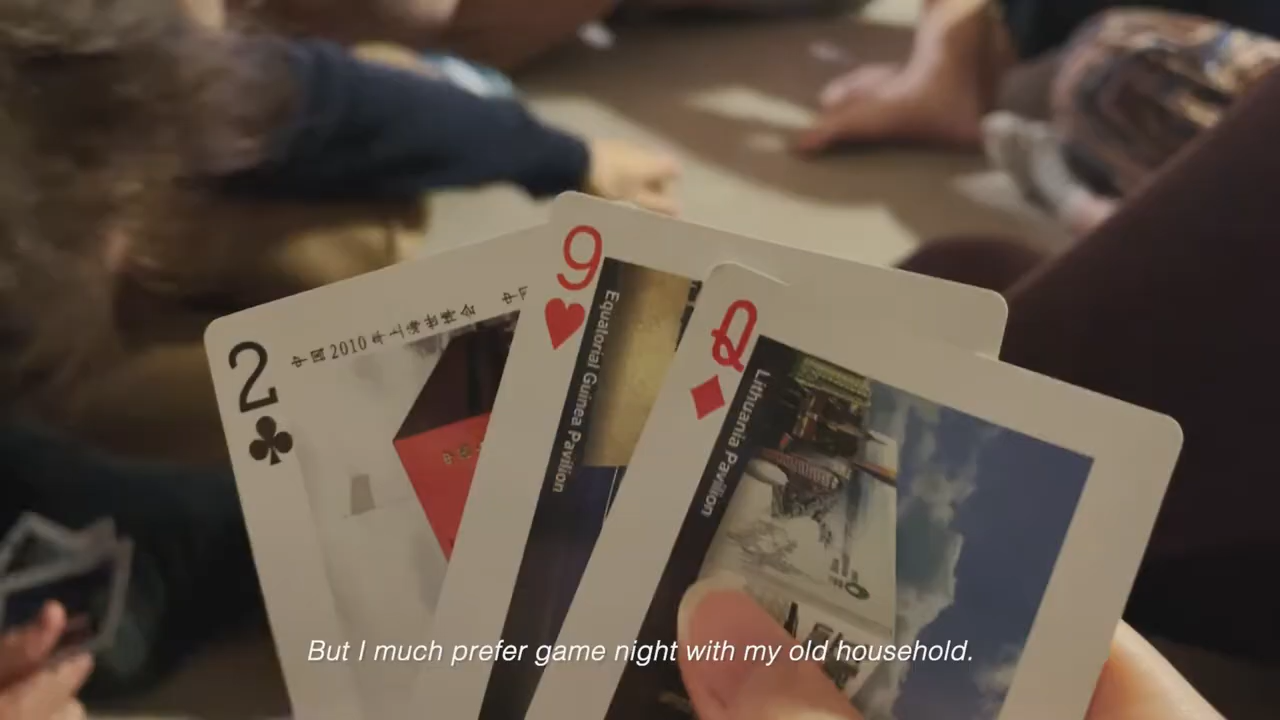 2
中国2010年上海世博会
中
9
Equatorial Guinea Pavilion
Q
Lithuania Pavilion
But I much prefer game night with my old household.